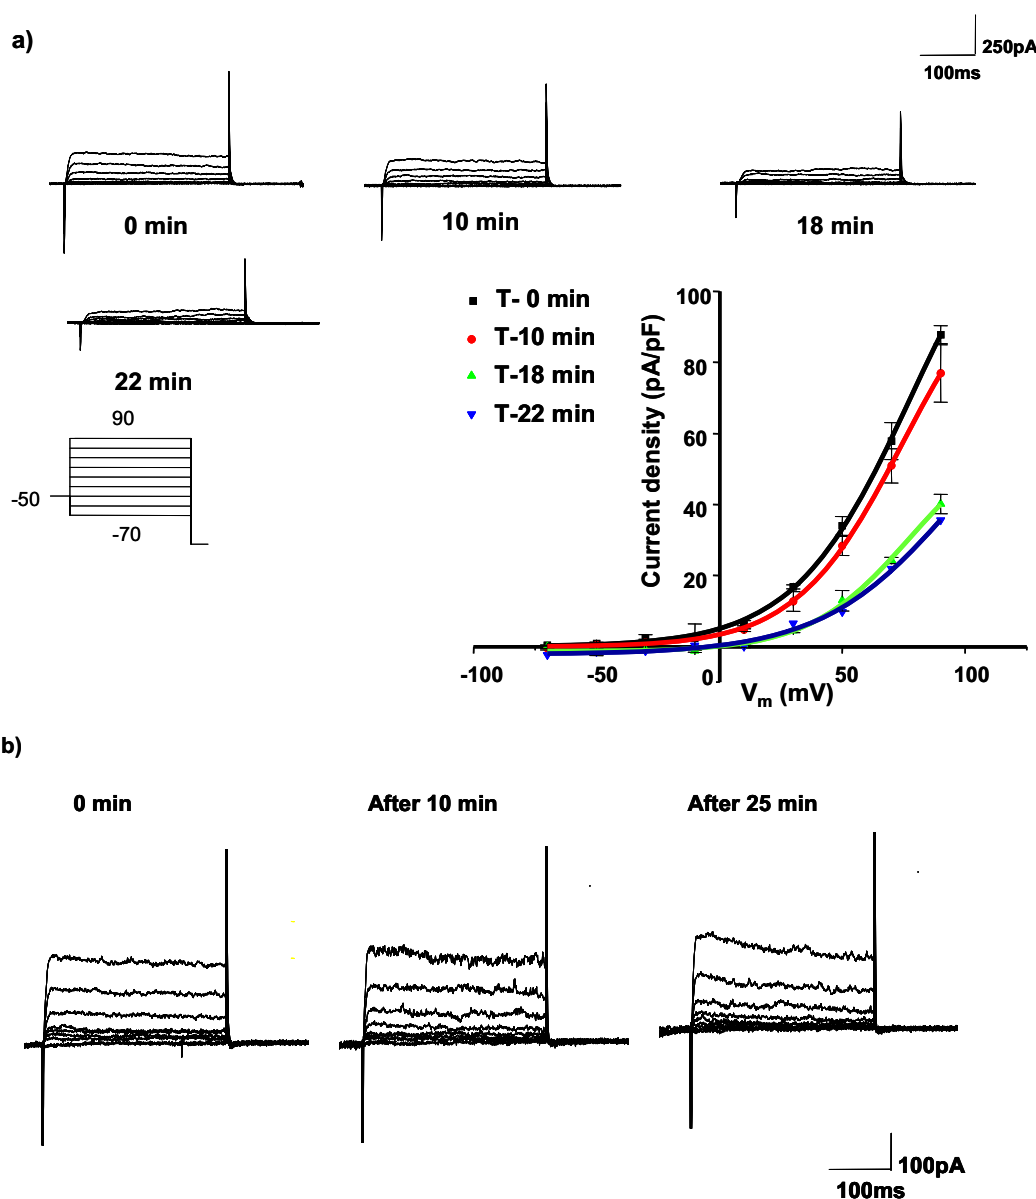 a)
250pA
100ms
0 min
10 min
18 min
22 min
90
-50
-70
T- 0 min
T-10 min
T-18 min
T-22 min
Current density (pA/pF)
100
80
60
40
20
0
-100
-50
50
100
Vm (mV)
b)
0 min
After 10 min
After 25 min
100pA
100ms